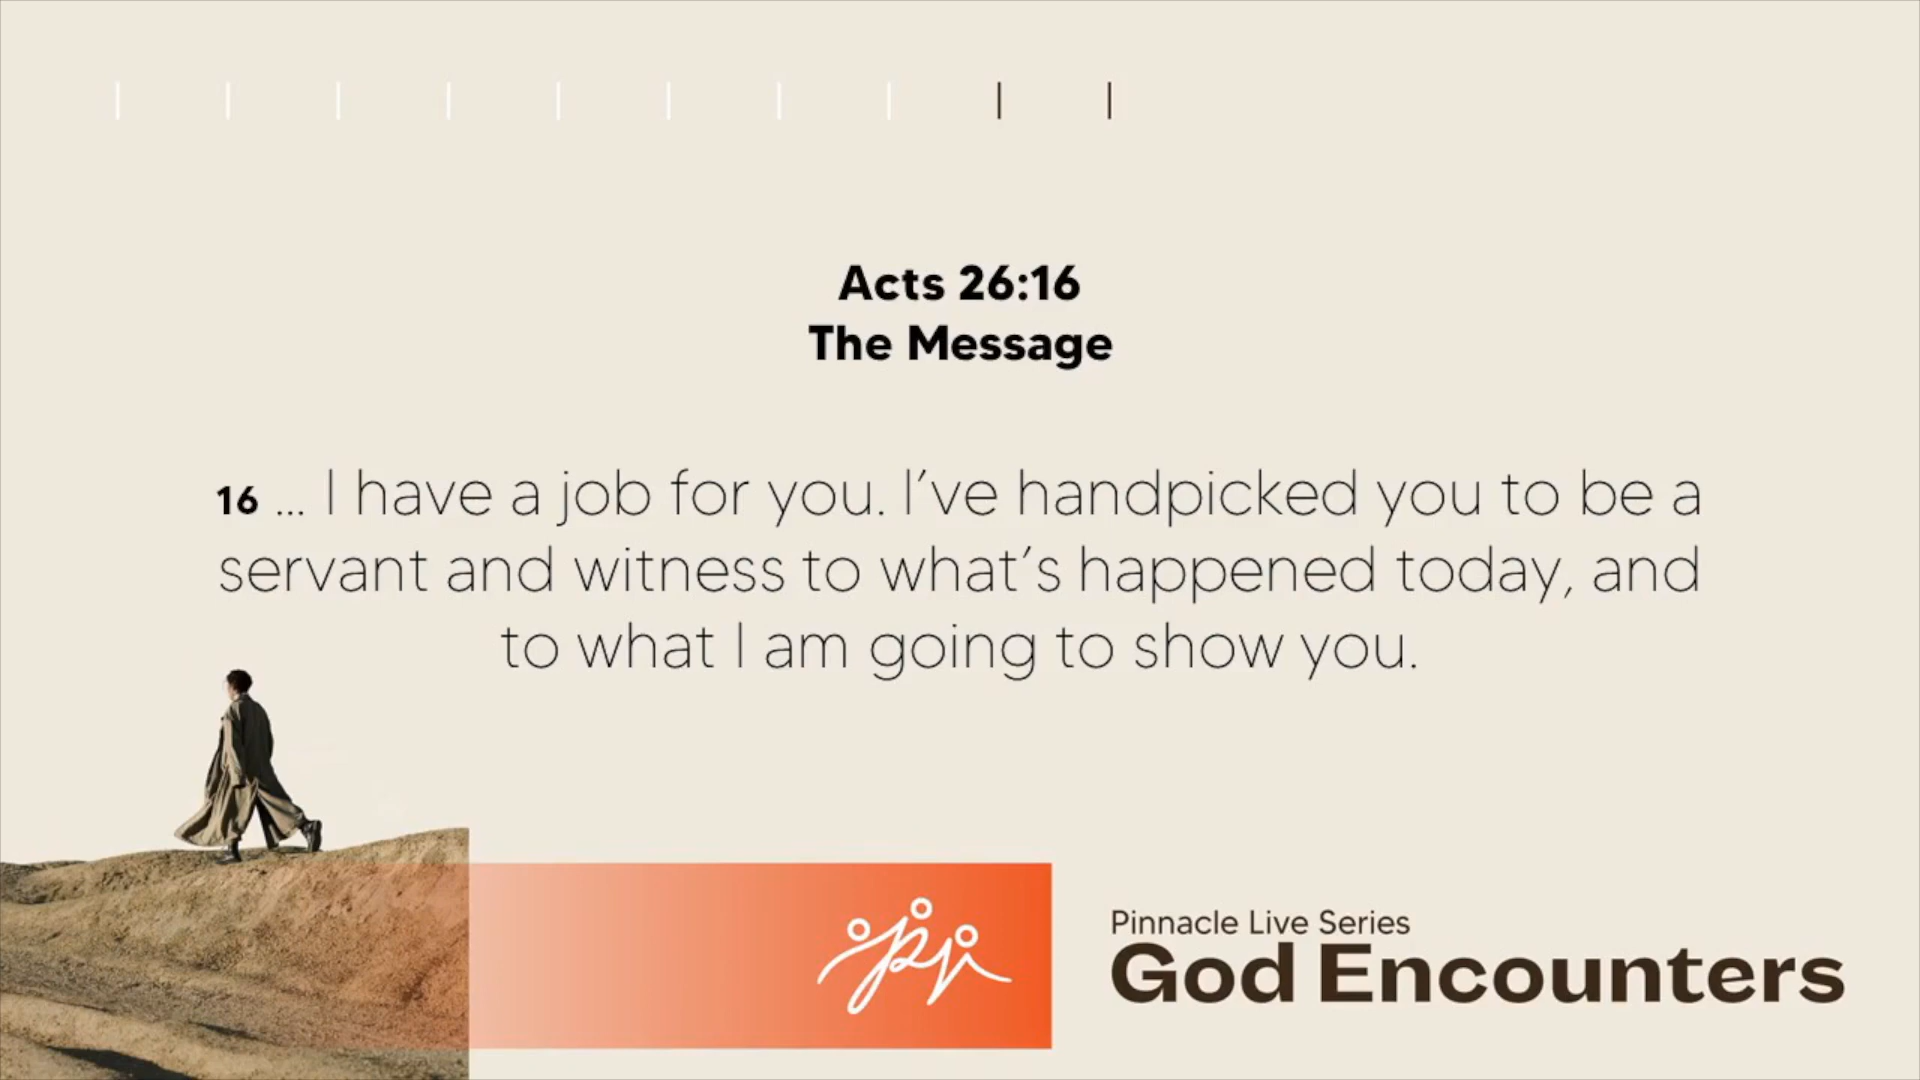 Acts 26:16
The Message
16 ... I have a job for you. I’ve handpicked you to be a
servant and witness to what’s happened today, and
to what I am going to show you.
Pinnacle Live Series
God Encounters